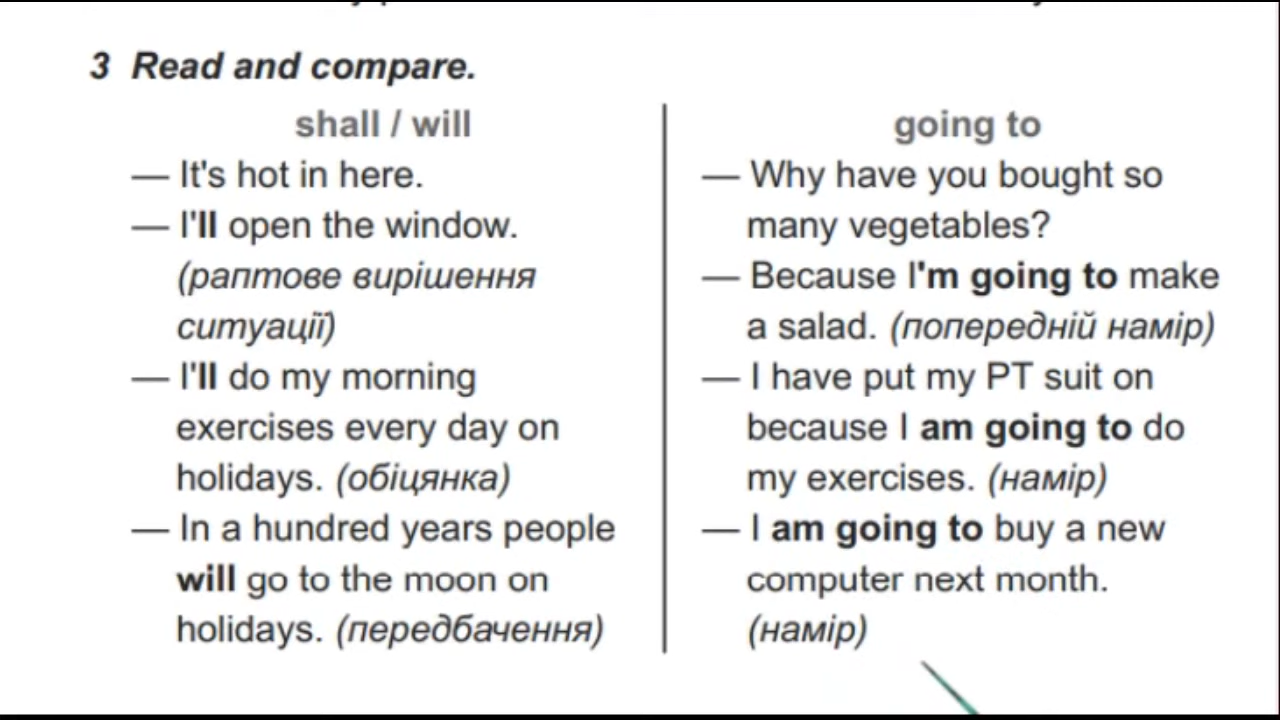 3 Read and compare.
shall / will
— It's hot in here.
— I'll open the window.
(раптове вирішення
ситуації)
— I'll do my morning
exercises every day on
holidays. (обіцянка)
— In a hundred years people
will go to the moon on
holidays. (передбачення)
going to
— Why have you bought so
many vegetables?
— Because I'm going to make
a salad. (попередній намір)
— I have put my PT suit on
because I am going to do
my exercises. (намір)
— I am going to buy a new
computer next month.
(намір)